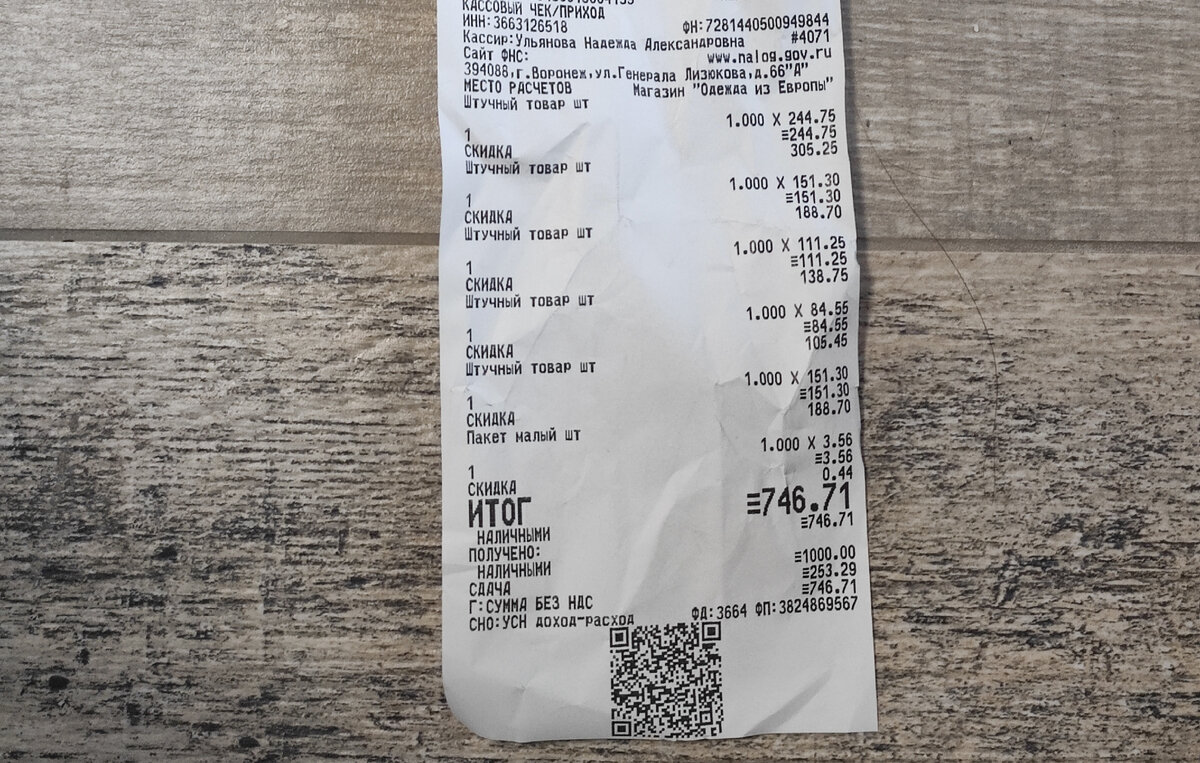 КАССОВЫЙ ЧЕК/ПРИХОД
ИНН:3663126518 ФН:7281440500949844
Кассир:Ульянова Надежда Александровна #4071
Сайт ФНС: www.nalog.gov.ru
394088,г.Воронеж,ул.Генерала Лизюкова,д.66"А"
МЕСТО РАСЧЕТОВ Магазин "Одежда из Европы"
Штучный товар шт
1.000 X 244.75
1 ≡244.75
СКИДКА 305.25
Штучный товар шт
1.000 X 151.30
1 ≡151.30
СКИДКА 188.70
Штучный товар шт
1.000 X 111.25
1 ≡111.25
СКИДКА 138.75
Штучный товар шт
1.000 X 84.55
1 ≡84.55
СКИДКА 105.45
Штучный товар шт
1.000 X 151.30
1 ≡151.30
СКИДКА 188.70
Пакет малый шт
1.000 X 3.56
1 ≡3.56
СКИДКА 0.44
ИТОГ ≡746.71
НАЛИЧНЫМИ ≡746.71
ПОЛУЧЕНО:
НАЛИЧНЫМИ ≡1000.00
СДАЧА ≡253.29
Г:СУММА БЕЗ НДС ≡746.71
СНО:УСН доход-расход ФД:3664 ФП:3824869567